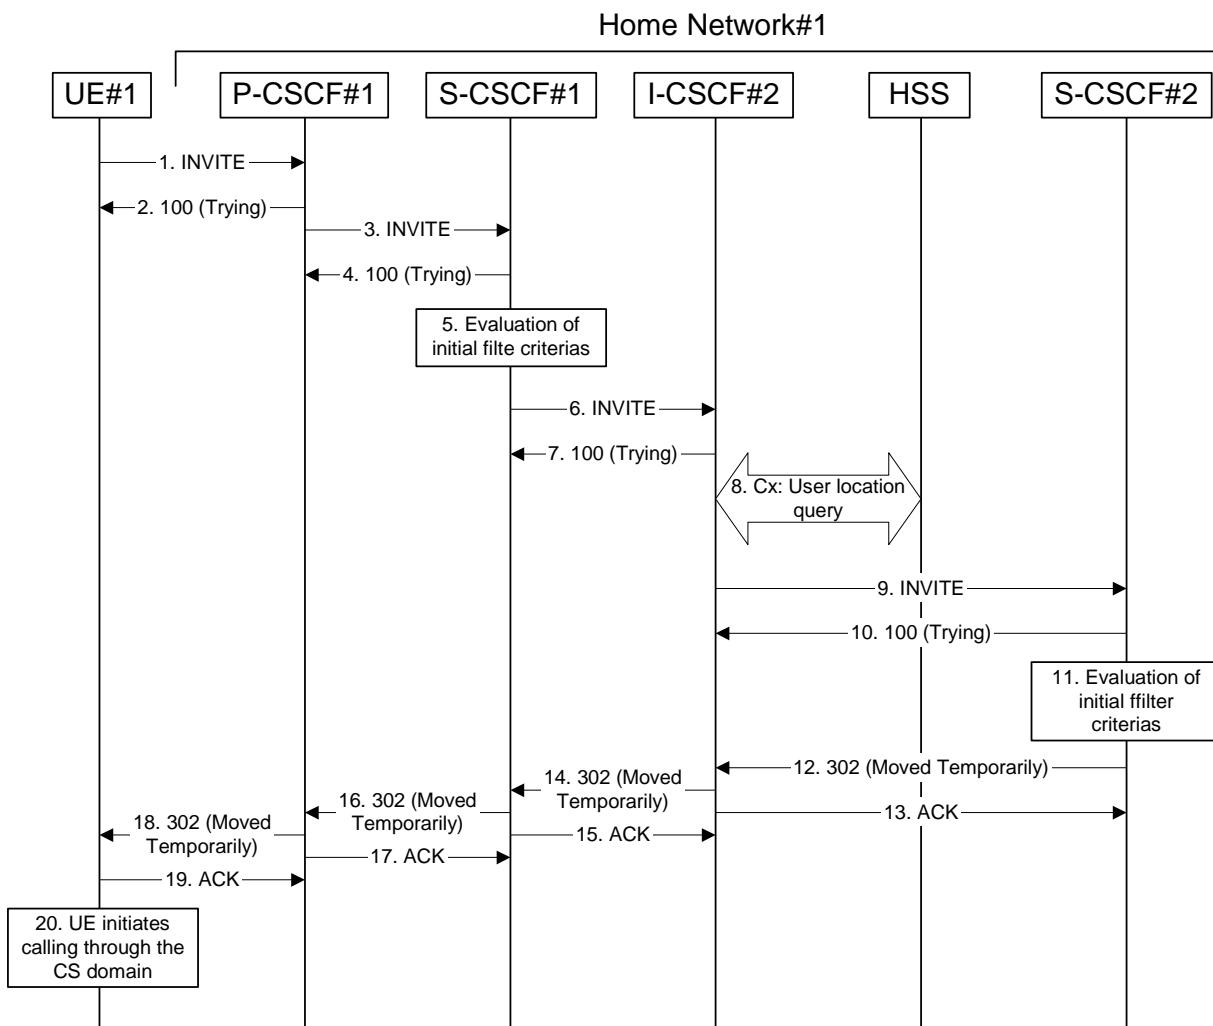 Home Network#1
UE#1
P-CSCF#1
S-CSCF#1
I-CSCF#2
HSS
S-CSCF#2
1. INVITE
2. 100 (Trying)
3. INVITE
4. 100 (Trying)
5. Evaluation of
initial filte criterias
6. INVITE
7. 100 (Trying)
8. Cx: User location
query
9. INVITE
10. 100 (Trying)
11. Evaluation of
initial ffilter
criterias
12. 302 (Moved Temporarily)
14. 302 (Moved
Temporarily)
16. 302 (Moved
Temporarily)
13. ACK
18. 302 (Moved
Temporarily)
15. ACK
17. ACK
19. ACK
20. UE initiates
calling through the
CS domain